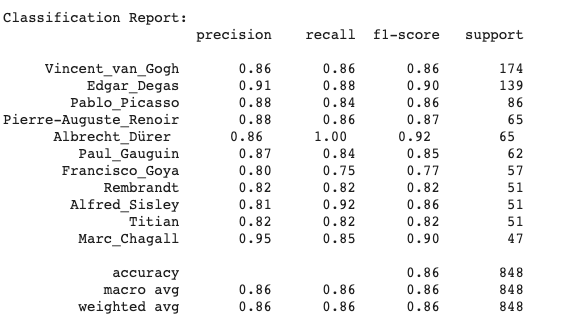 Classification Report:
precision recall f1-score support
Vincent_van_Gogh 0.86 0.86 0.86 174
Edgar_Degas 0.91 0.88 0.90 139
Pablo_Picasso 0.88 0.84 0.86 86
Pierre-Auguste_Renoir 0.88 0.86 0.87 65
Albrecht_Dürer 0.86 1.00 0.92 65
Paul_Gauguin 0.87 0.84 0.85 62
Francisco_Goya 0.80 0.75 0.77 57
Rembrandt 0.82 0.82 0.82 51
Alfred_Sisley 0.81 0.92 0.86 51
Titian 0.82 0.82 0.82 51
Marc_Chagall 0.95 0.85 0.90 47
accuracy 0.86 848
macro avg 0.86 0.86 0.86 848
weighted avg 0.86 0.86 0.86 848